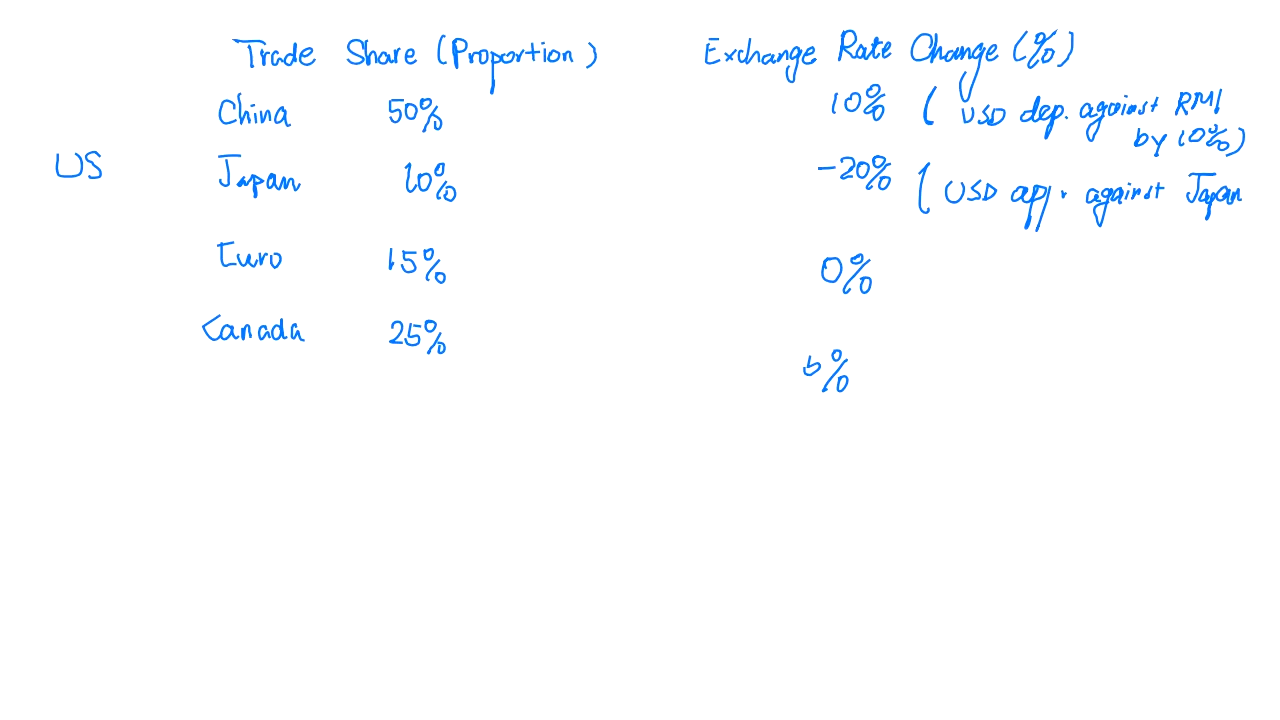 Trade Share (Proportion) Exchange Rate Change (%)
China 50% 10% ( USD dep. against RMB
by 10%)
US Japan 10% -20% ( USD app. against Japan
Euro 15% 0%
Canada 25% 5%